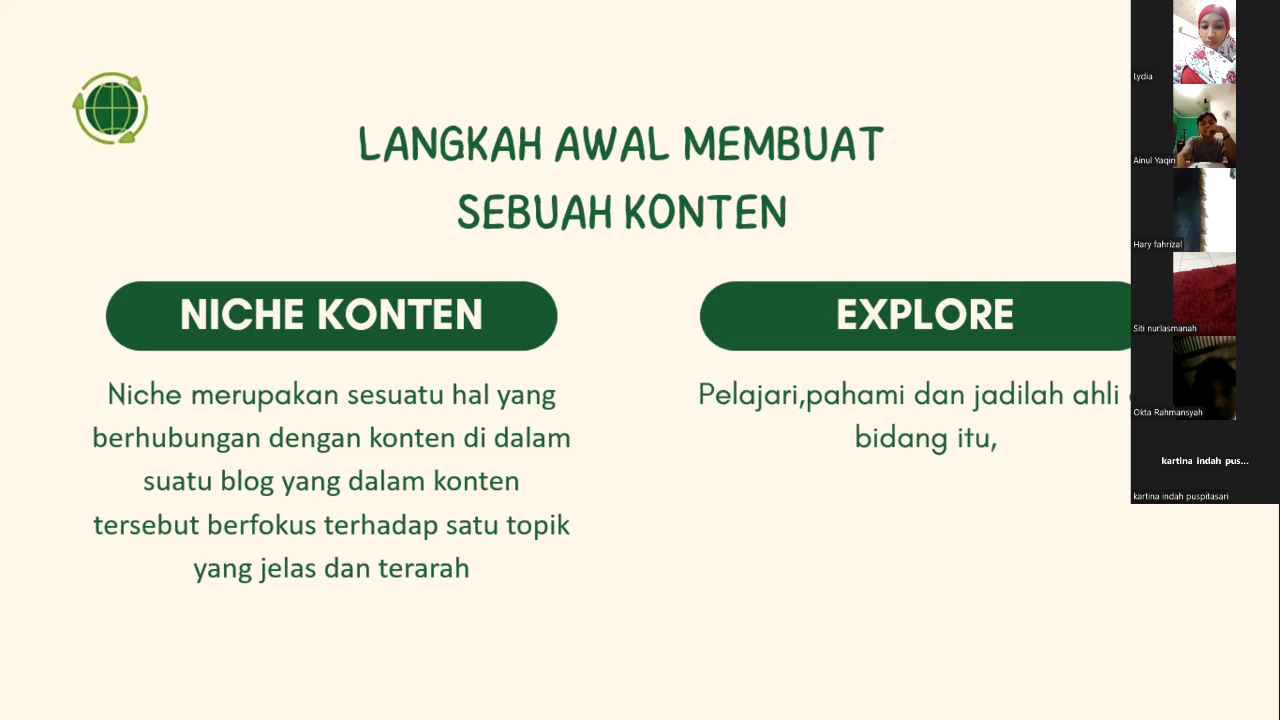 LANGKAH AWAL MEMBUAT
SEBUAH KONTEN
NICHE KONTEN
Niche merupakan sesuatu hal yang
berhubungan dengan konten di dalam
suatu blog yang dalam konten
tersebut berfokus terhadap satu topik
yang jelas dan terarah
EXPLORE
Pelajari,pahami dan jadilah ahli
bidang itu,
Lydia
Ainul Yaqin
Hary fahrizal
Siti nurlasmanah
Okta Rahmansyah
kartina indah pus...
kartina indah puspitasari